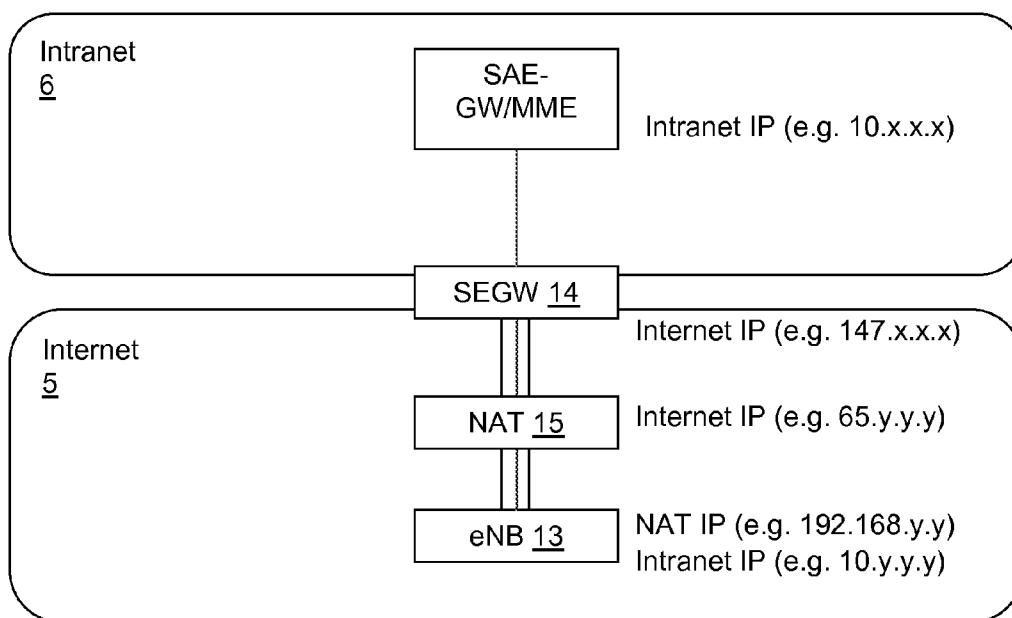 Intranet
6
SAE-
GW/MME
Intranet IP (e.g. 10.x.x.x)
SEGW 14
Internet IP (e.g. 147.x.x.x)
Internet
5
NAT 15
Internet IP (e.g. 65.y.y.y)
eNB 13
NAT IP (e.g. 192.168.y.y)
Intranet IP (e.g. 10.y.y.y)